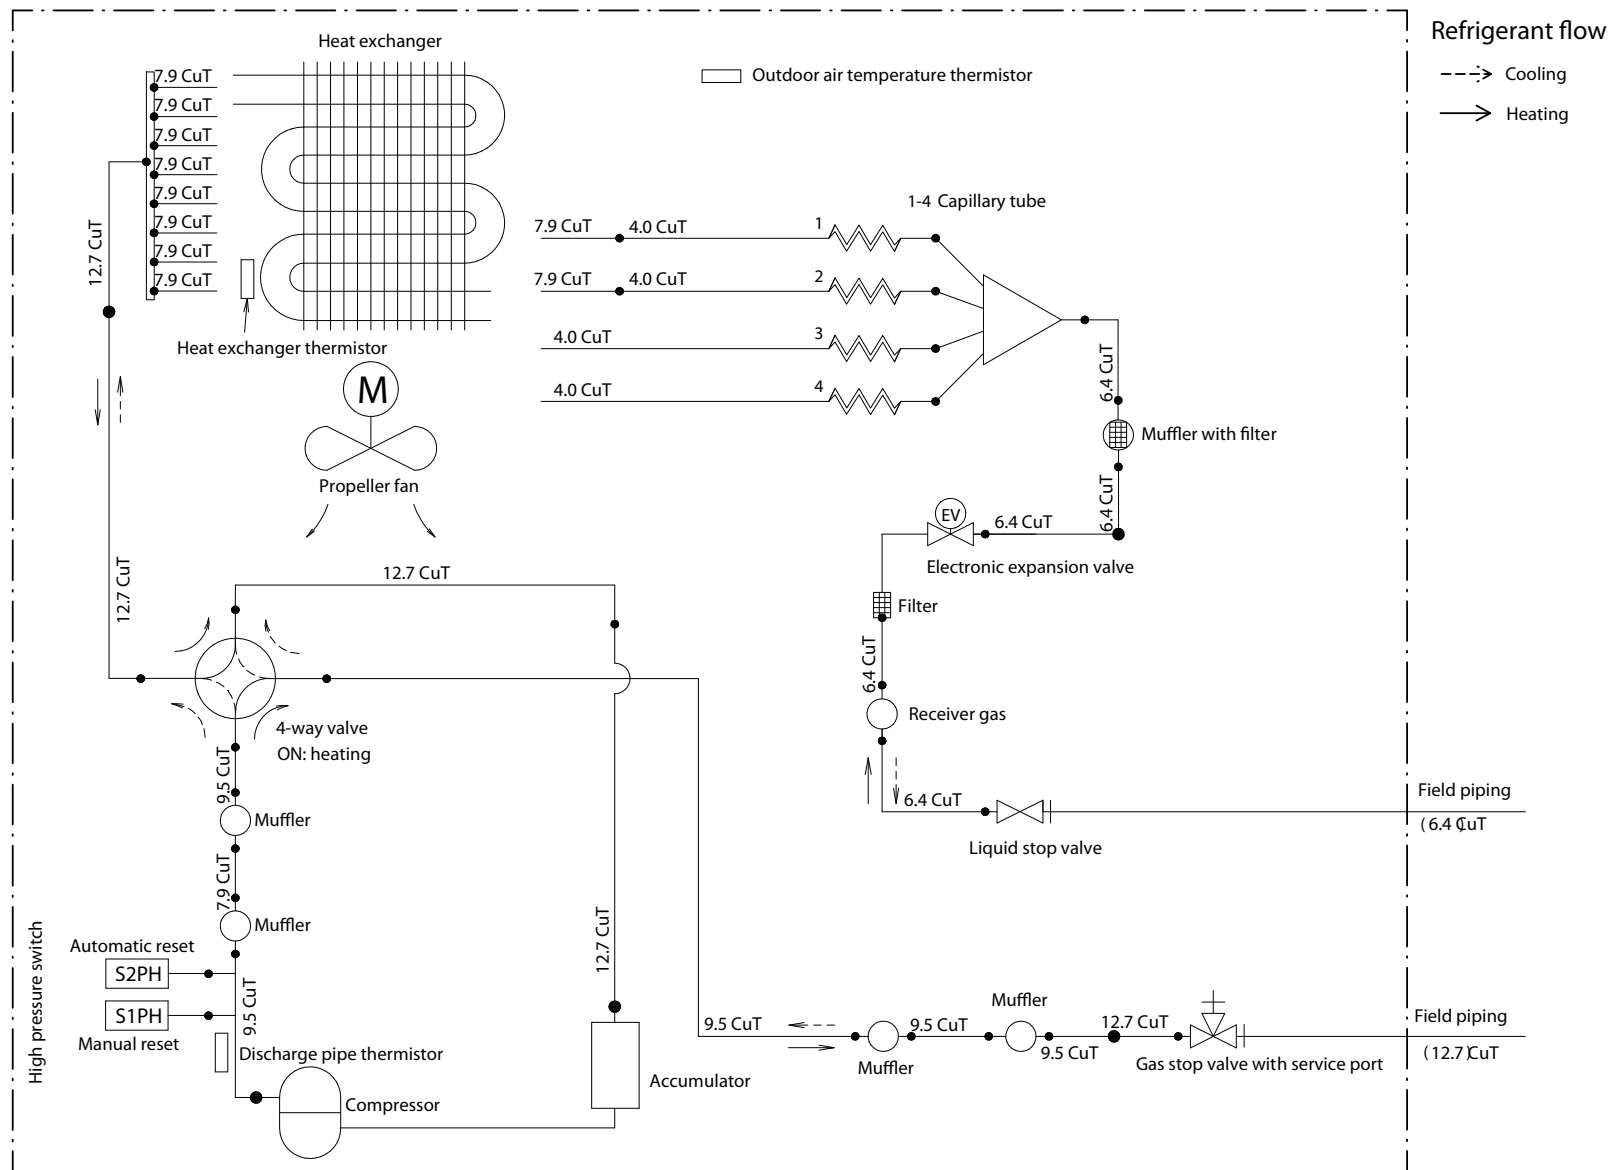 Refrigerant flow
Cooling
Heating
Heat exchanger
Outdoor air temperature thermistor
7.9 CuT
7.9 CuT
7.9 CuT
7.9 CuT
7.9 CuT
7.9 CuT
7.9 CuT
7.9 CuT
12.7 CuT
Heat exchanger thermistor
1-4 Capillary tube
7.9 CuT
4.0 CuT
1
7.9 CuT
4.0 CuT
2
4.0 CuT
3
4.0 CuT
4
6.4 CuT
Muffler with filter
6.4 CuT
M
Propeller fan
EV
6.4 CuT
Electronic expansion valve
12.7 CuT
12.7 CuT
Filter
6.4 CuT
Receiver gas
4-way valve
ON: heating
9.5 CuT
Muffler
7.9 CuT
Muffler
6.4 CuT
Liquid stop valve
Field piping
(6.4 CuT
High pressure switch
Automatic reset
S2PH
S1PH
Manual reset
9.5 CuT
Discharge pipe thermistor
Compressor
12.7 CuT
Accumulator
9.5 CuT
Muffler
9.5 CuT
Muffler
9.5 CuT
12.7 CuT
Gas stop valve with service port
Field piping
(12.7)CuT